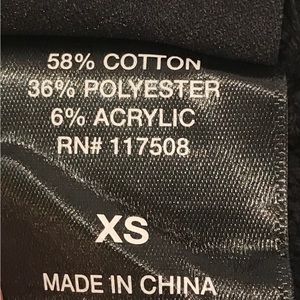 58% COTTON
36% POLYESTER
6% ACRYLIC
RN# 117508
XS
MADE IN CHINA